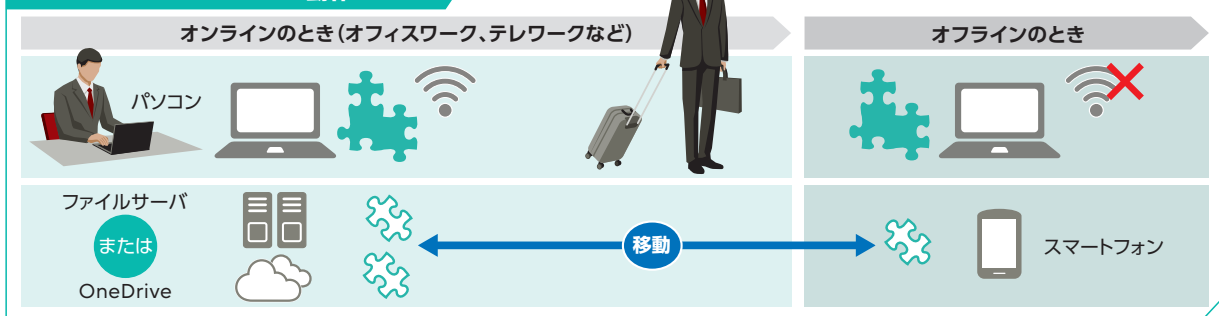 オンラインのとき（オフィスワーク、テレワークなど）
オフラインのとき
パソコン
ファイルサーバ
または
OneDrive
移動
スマートフォン